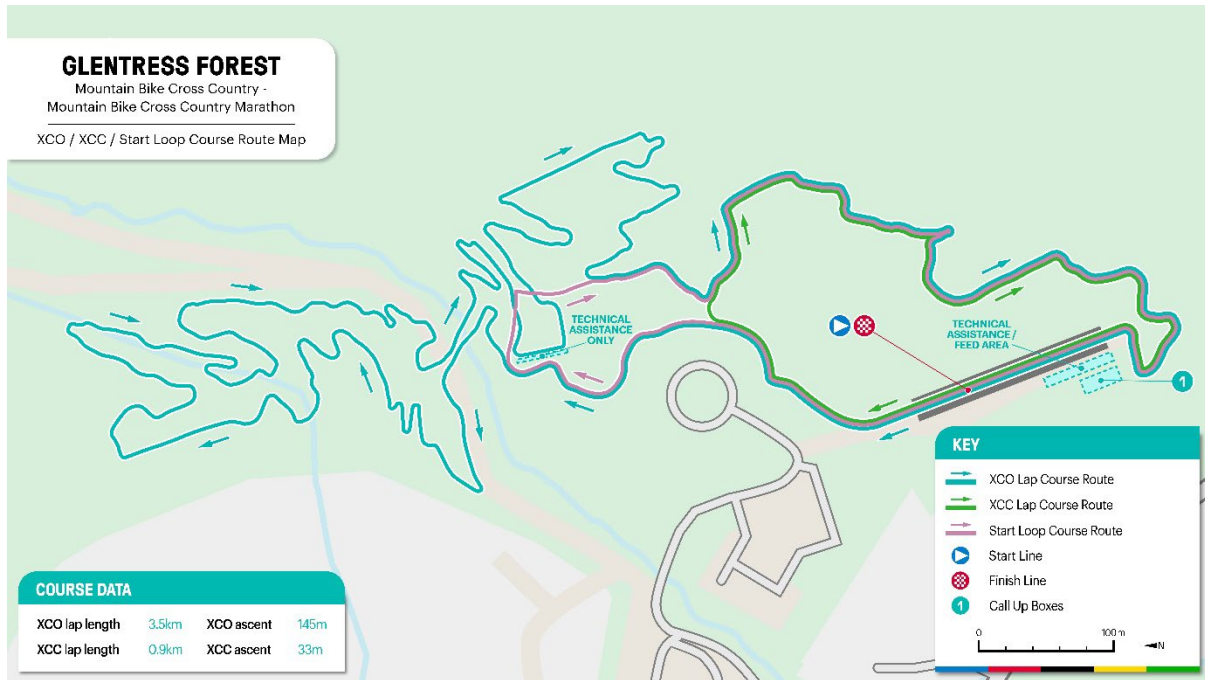 GLENTRESS FOREST
Mountain Bike Cross Country -
Mountain Bike Cross Country Marathon
XCO / XCC / Start Loop Course Route Map
TECHNICAL
ASSISTANCE
ONLY
TECHNICAL
ASSISTANCE/
FEED AREA
1
KEY
XCO Lap Course Route
XCC Lap Course Route
Start Loop Course Route
Start Line
Finish Line
1 Call Up Boxes
0 100m
N
COURSE DATA
XCO lap length 3.5km XCO ascent 145m
XCC lap length 0.9km XCC ascent 33m